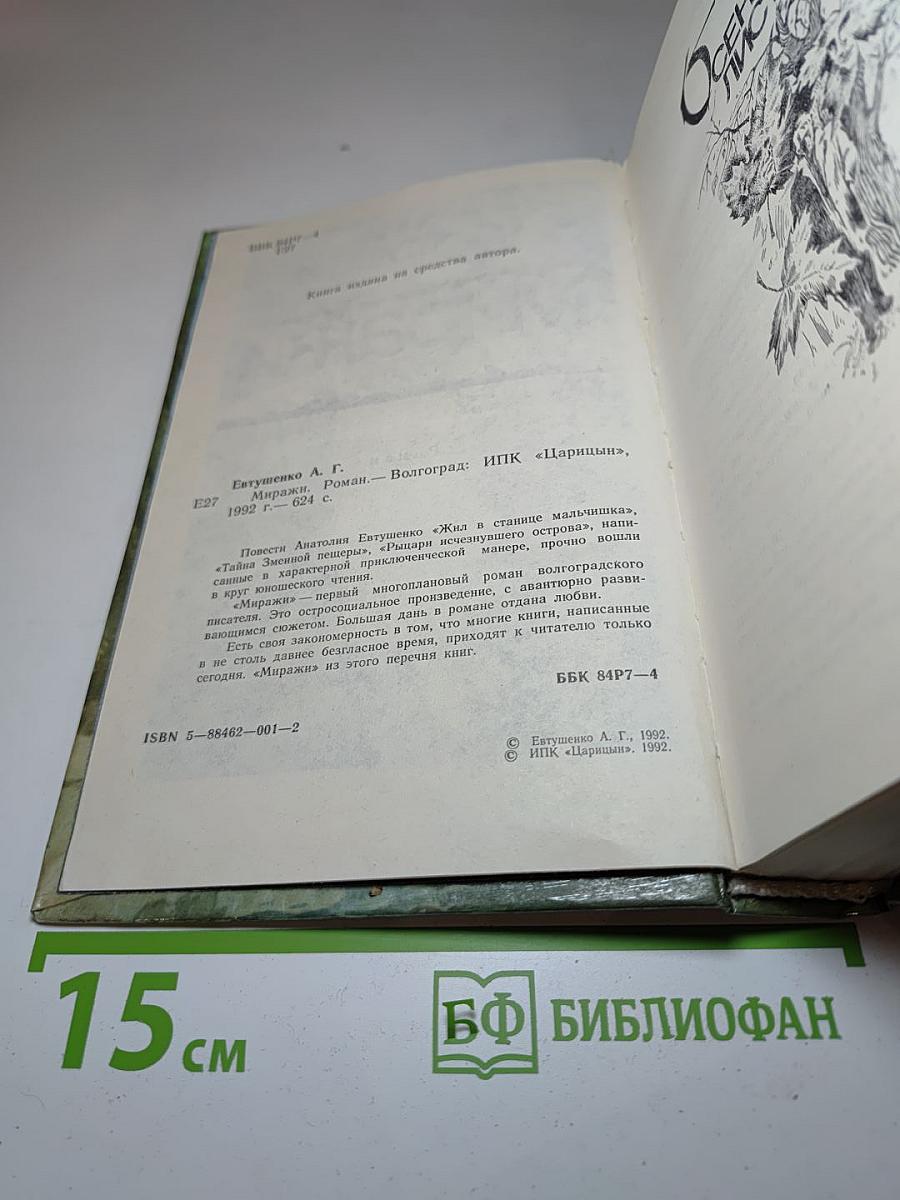 ББК 84Р7—4
Е97
Книга издана на средства автора.
Евтушенко А. Г.
Е27 Миражи. Роман.— Волгоград: ИПК «Царицын»,
1992 г.— 624 с.
Повести Анатолия Евтушенко «Жил в станице мальчишка»,
«Тайна Змеиной пещеры», «Рыцари исчезнувшего острова», напи-
санные в характерной приключенческой манере, прочно вошли
в круг юношеского чтения.
«Миражи» — первый многоплановый роман волгоградского
писателя. Это остросоциальное произведение, с авантюрно разви-
вающимся сюжетом. Большая дань в романе отдана любви.
Есть своя закономерность в том, что многие книги, написанные
в не столь давнее безгласное время, приходят к читателю только
сегодня. «Миражи» из этого перечня книг.
ББК 84Р7—4
ISBN 5—88462—001—2
© Евтушенко А. Г., 1992.
© ИПК «Царицын». 1992.
15 см
БФ БИБЛИОФАН